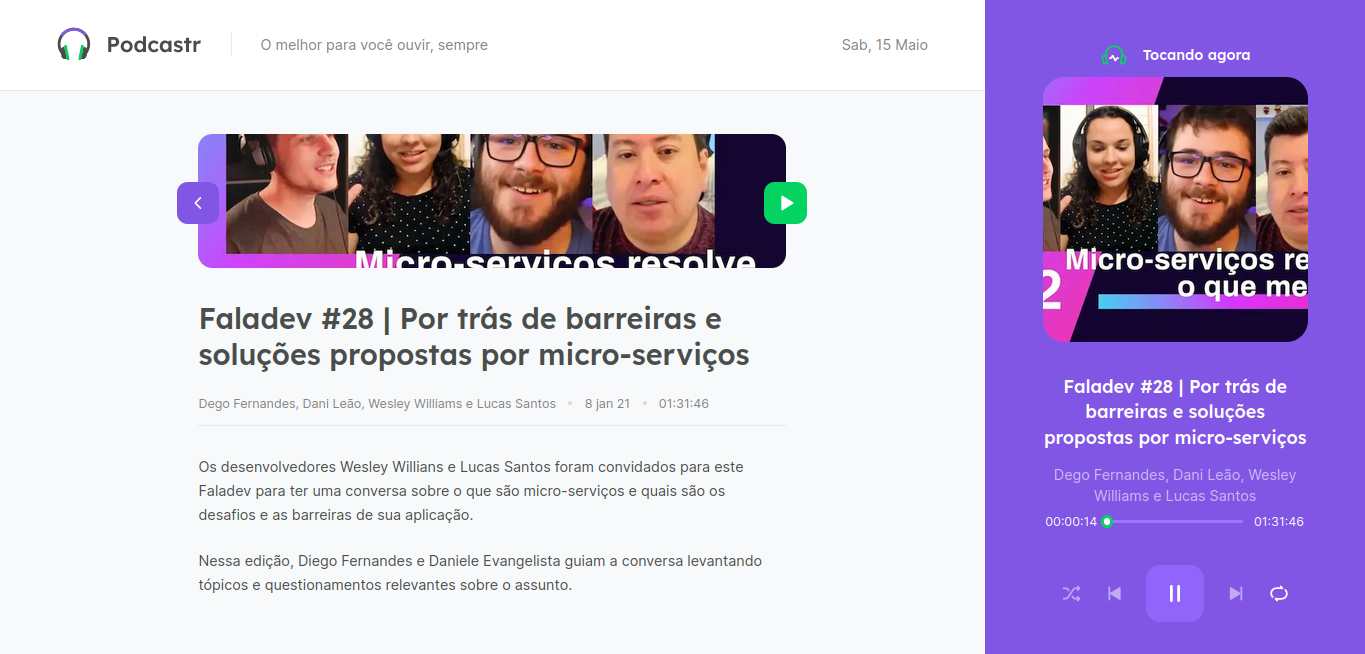 Podcastr
O melhor para você ouvir, sempre
Sab, 15 Maio
Micro-serviços resolve
Faladev #28 | Por trás de barreiras e
soluções propostas por micro-serviços
Dego Fernandes, Dani Leão, Wesley Williams e Lucas Santos • 8 jan 21 • 01:31:46
Os desenvolvedores Wesley Willians e Lucas Santos foram convidados para este
Faladev para ter uma conversa sobre o que são micro-serviços e quais são os
desafios e as barreiras de sua aplicação.
Nessa edição, Diego Fernandes e Daniele Evangelista guiam a conversa levantando
tópicos e questionamentos relevantes sobre o assunto.
Tocando agora
Micro-serviços re
o que me
2
Faladev #28 | Por trás de
barreiras e soluções
propostas por micro-serviços
Dego Fernandes, Dani Leão, Wesley
Williams e Lucas Santos
00:00:14 01:31:46